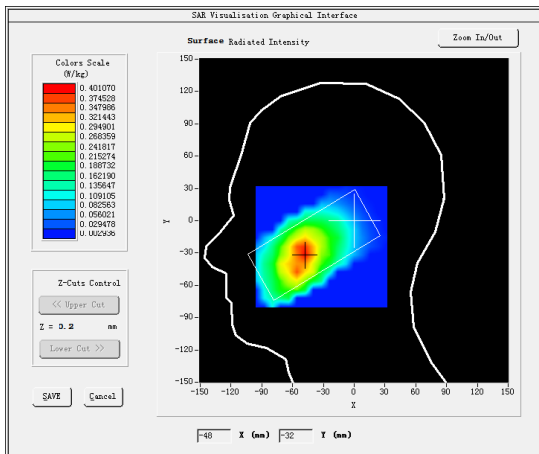 SAR Visualisation Graphical Interface
Surface Radiated Intensity
Zoom In/Out
Colors Scale
(W/kg)
0.401070
0.374528
0.347986
0.321443
0.294901
0.268359
0.241817
0.215274
0.188732
0.162190
0.135647
0.109105
0.082563
0.056021
0.029478
0.002936
Z-Cuts Control
<< Upper Cut
Z = 0.2 mm
Lower Cut >>
SAVE
Cancel
150
120
90
60
30
0
-30
-60
-90
-120
-150
Y
-150 -120 -90 -60 -30 0 30 60 90 120 150
X
-48 X (mm) -32 Y (mm)